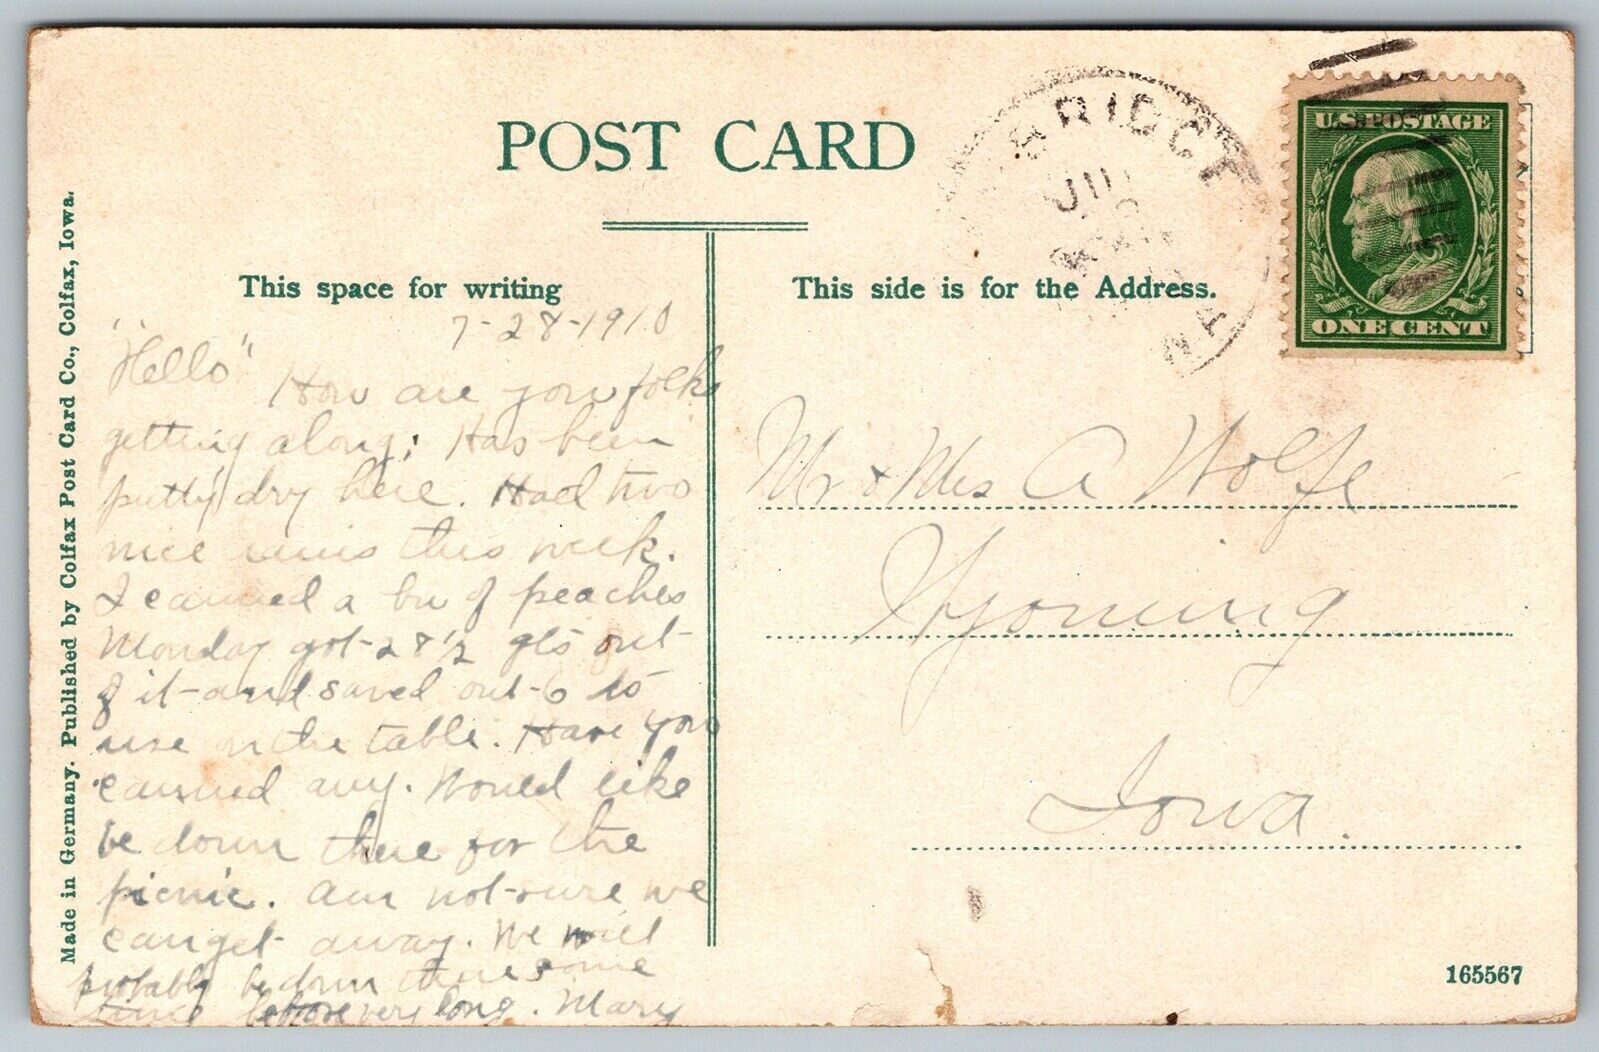 POST CARD
This space for writing
This side is for the Address.
Made in Germany. Published by Colfax Post Card Co., Colfax, Iowa.
U.S. POSTAGE
ONE CENT
7-28-1910
"Hello"
How are you folks
getting along; Has been
putty dry here. Had two
nice rains this week.
I canned a bu of peaches
Monday got 28 1/2 qts out
of it and saved out 6 to
use on the table. Have you
canned any. Would like
be down there for the
picnic. Am not sure we
can get away. We will
probably be down there some
time before very long. Mary
Mr & Mrs A Wolfe
Wyoming
Iowa.
165567